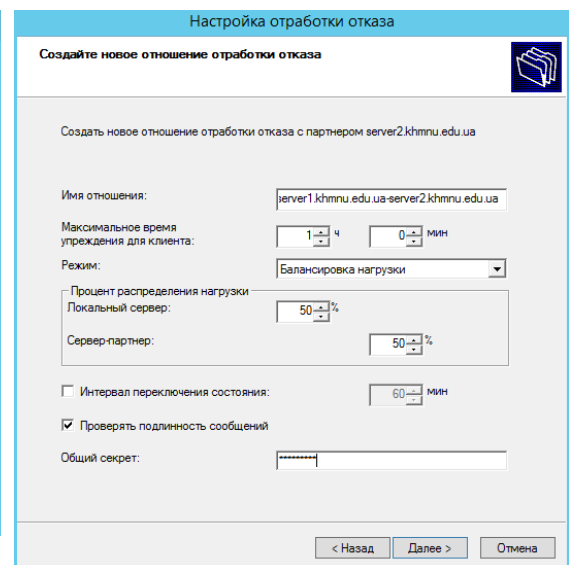 Настройка отработки отказа
Создайте новое отношение отработки отказа
Создать новое отношение отработки отказа с партнером server2.khmnu.edu.ua
Имя отношения:
server1.khmnu.edu.ua-server2.khmnu.edu.ua
Максимальное время
упреждения для клиента:
1 ч 0 мин
Режим:
Балансировка нагрузки
Процент распределения нагрузки
Локальный сервер:
50 %
Сервер-партнер:
50 %
Интервал переключения состояния:
60 мин
Проверять подлинность сообщений
Общий секрет:
*********
< Назад
Далее >
Отмена